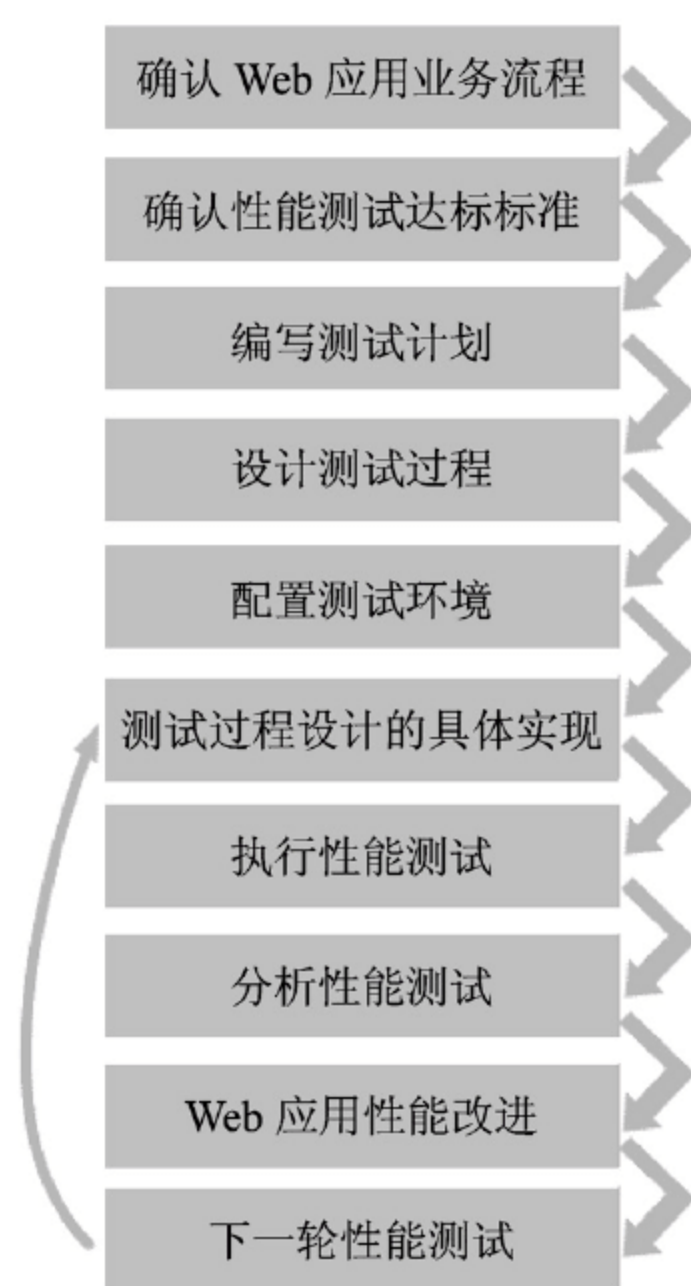 确认 Web 应用业务流程
确认性能测试达标标准
编写测试计划
设计测试过程
配置测试环境
测试过程设计的具体实现
执行性能测试
分析性能测试
Web 应用性能改进
下一轮性能测试